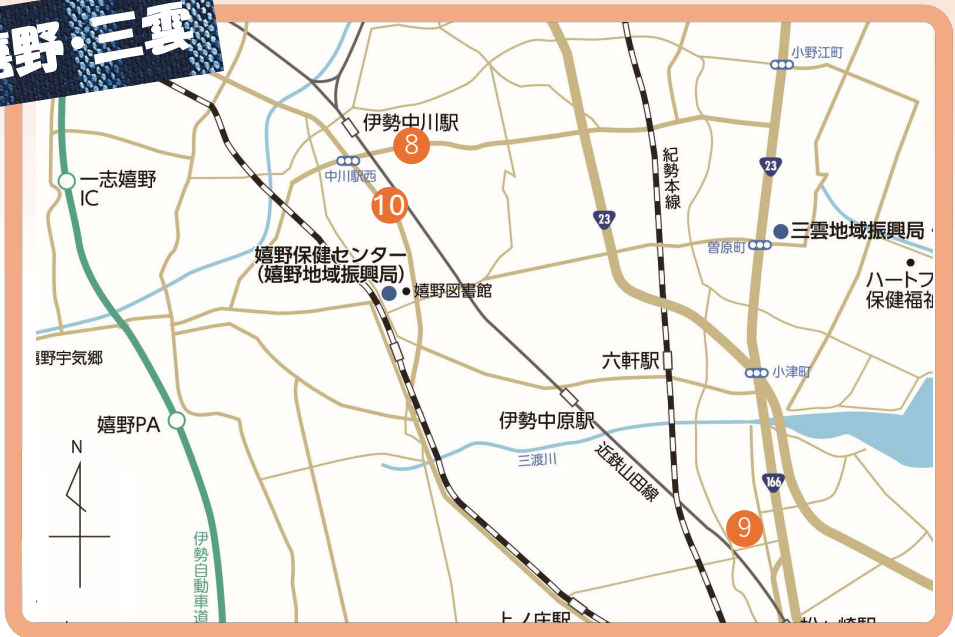 嬉野・三雲
小野江町
伊勢中川駅
8
中川駅西
紀勢本線
23
一志嬉野
IC
10
23
三雲地域振興局・
曽原町
嬉野保健センター
(嬉野地域振興局)
嬉野図書館
ハートフ
保健福祉
嬉野宇気郷
六軒駅
小津町
嬉野PA
伊勢中原駅
N
三渡川
近鉄山田線
166
9
伊勢自動車道
上ノ庄駅
松ヶ崎駅